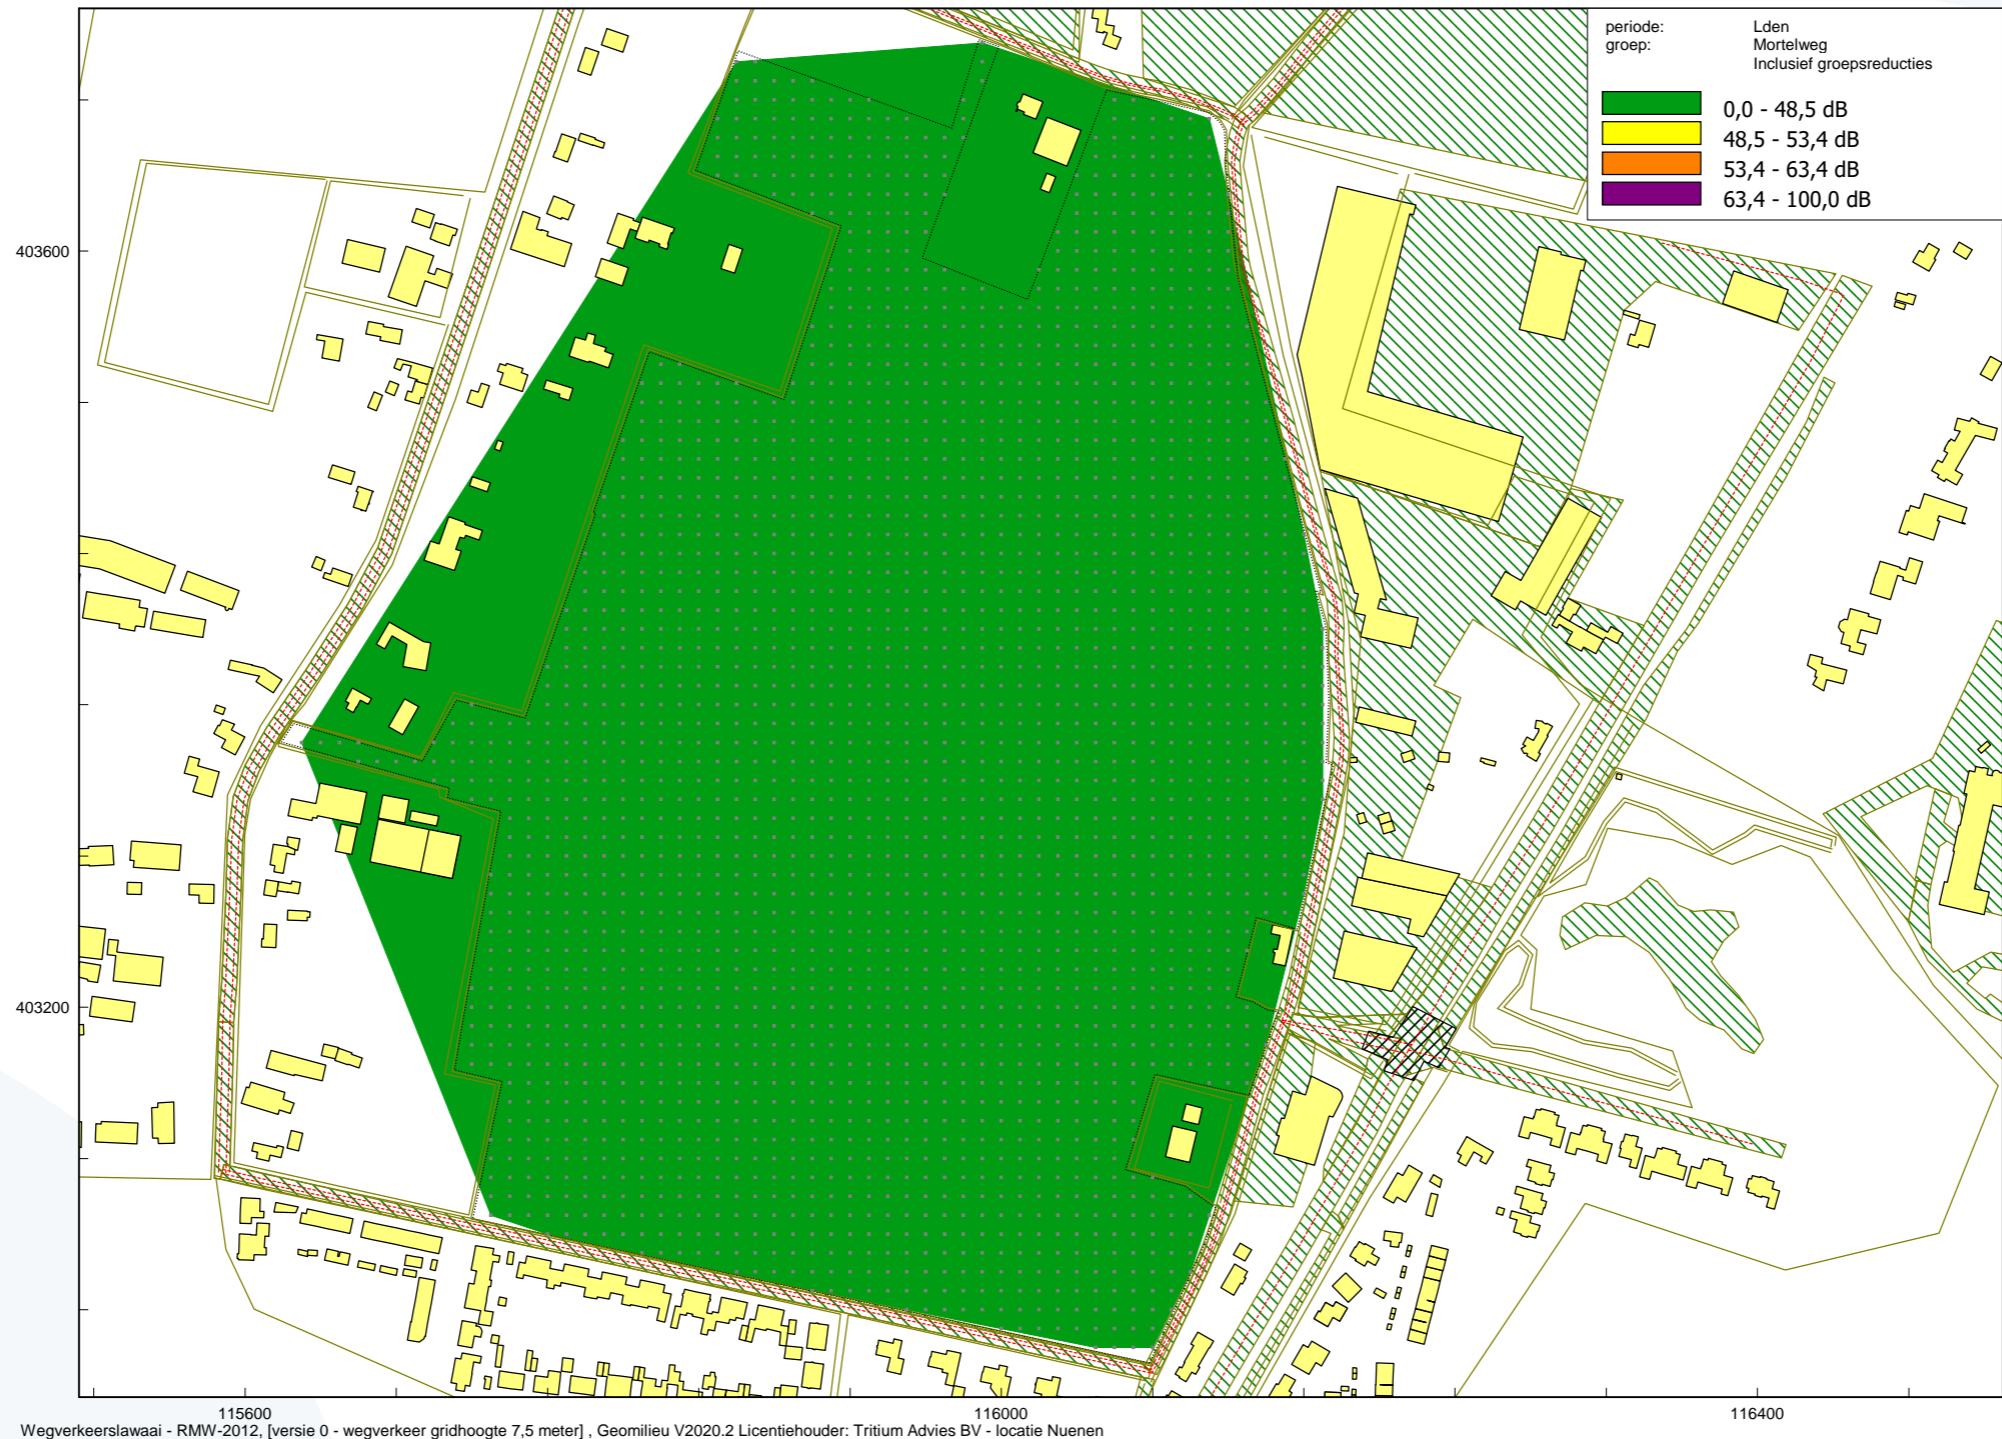 periode: Lden
groep: Mortelweg
Inclusief groepsreducties
0,0 - 48,5 dB
48,5 - 53,4 dB
53,4 - 63,4 dB
63,4 - 100,0 dB
403600
403200
115600 116000 116400
Wegverkeerslawaai - RMW-2012, [versie 0 - wegverkeer gridhoogte 7,5 meter] , Geomilieu V2020.2 Licentiehouder: Tritium Advies BV - locatie Nuenen